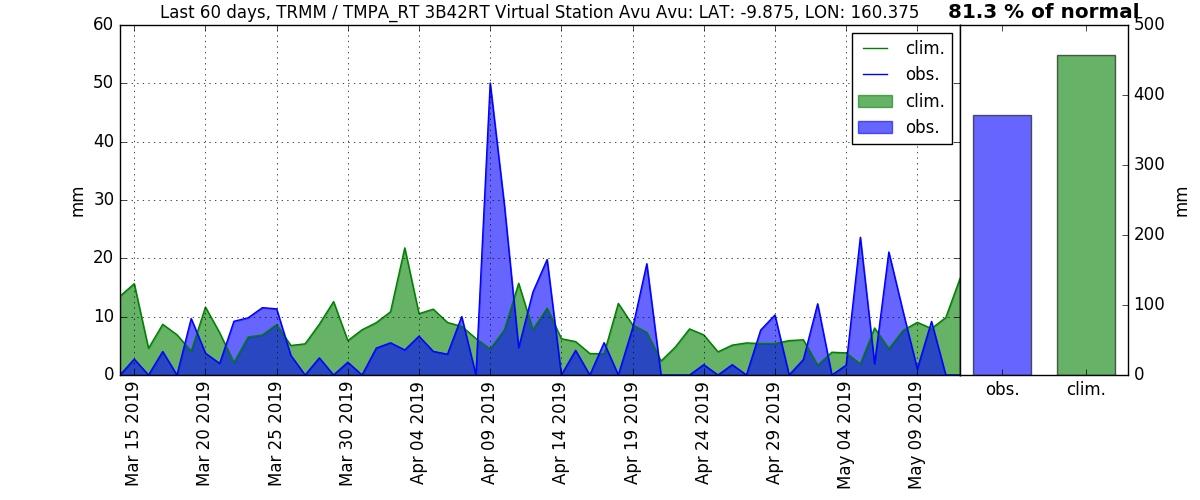 Last 60 days, TRMM / TMPA_RT 3B42RT Virtual Station Avu Avu: LAT: -9.875, LON: 160.375
81.3 % of normal
60
50
40
30
20
10
0
mm
clim.
obs.
clim.
obs.
500
400
300
200
100
0
mm
Mar 15 2019
Mar 20 2019
Mar 25 2019
Mar 30 2019
Apr 04 2019
Apr 09 2019
Apr 14 2019
Apr 19 2019
Apr 24 2019
Apr 29 2019
May 04 2019
May 09 2019
obs.
clim.